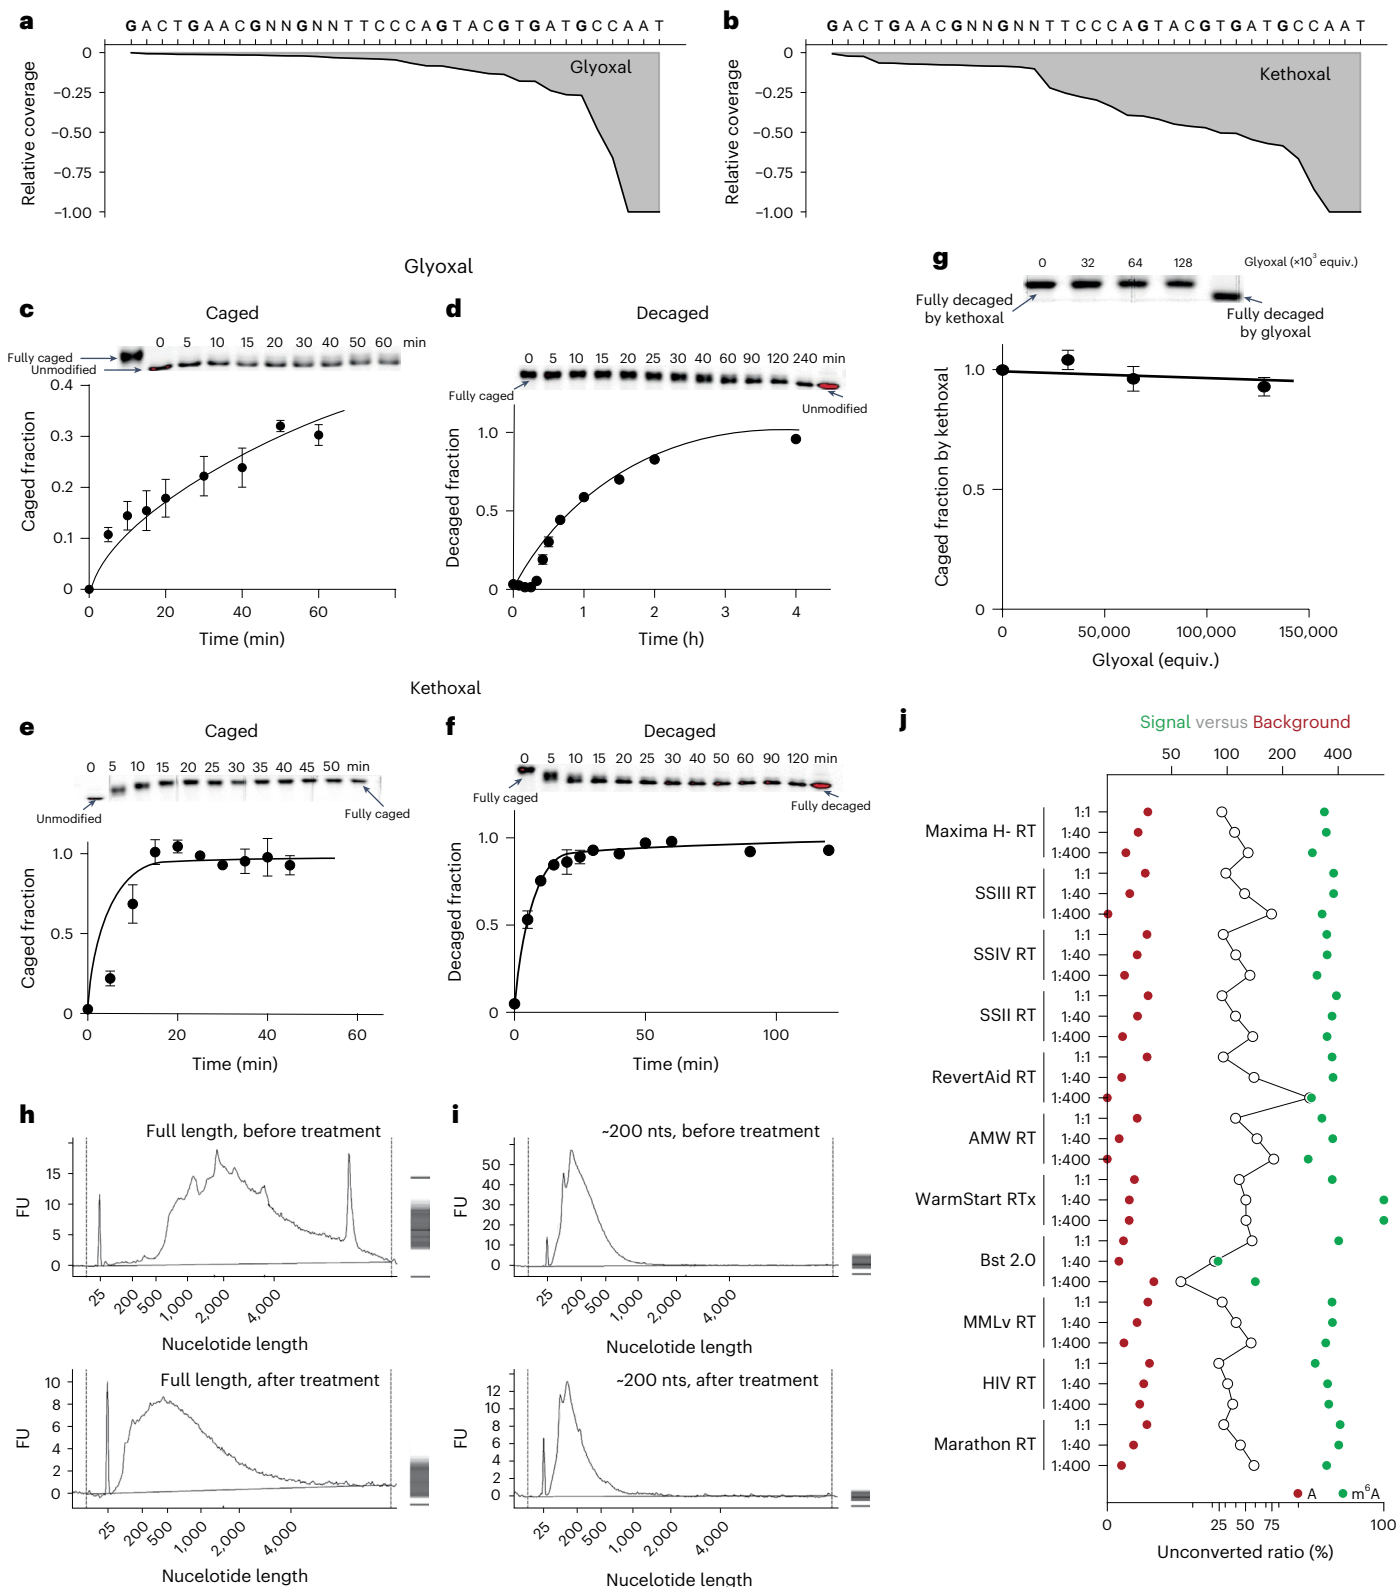 a
G A C T G A A C G N N G N N T T C C C A G T A C G T G A T G C C A A T
0
−0.25
−0.50
−0.75
−1.00
Relative coverage
Glyoxal
b
G A C T G A A C G N N G N N T T C C C A G T A C G T G A T G C C A A T
0
−0.25
−0.50
−0.75
−1.00
Relative coverage
Kethoxal
Glyoxal
c
Caged
0 5 10 15 20 30 40 50 60 min
Fully caged
Unmodified
0.4
0.3
0.2
0.1
0
Caged fraction
0 20 40 60
Time (min)
d
Decaged
0 5 10 15 20 25 30 40 60 90 120 240 min
Fully caged
Unmodified
1.0
0.5
0
Decaged fraction
0 1 2 3 4
Time (h)
g
0 32 64 128 Glyoxal (×10³ equiv.)
Fully decaged
by kethoxal
Fully decaged
by glyoxal
1.0
0.5
0
Caged fraction by kethoxal
0 50,000 100,000 150,000
Glyoxal (equiv.)
Kethoxal
e
Caged
0 5 10 15 20 25 30 35 40 45 50 min
Unmodified
Fully caged
1.0
0.5
0
Caged fraction
0 20 40 60
Time (min)
f
Decaged
0 5 10 15 20 25 30 40 50 60 90 120 min
Fully caged
Fully decaged
1.0
0.5
0
Decaged fraction
0 50 100
Time (min)
h
Full length, before treatment
15
10
5
0
FU
25 200 500 1,000 2,000 4,000
Nucelotide length
Full length, after treatment
10
8
6
4
2
0
FU
25 200 500 1,000 2,000 4,000
Nucelotide length
i
~200 nts, before treatment
50
40
30
20
10
0
FU
25 200 500 1,000 2,000 4,000
Nucelotide length
~200 nts, after treatment
12
10
8
6
4
2
0
FU
25 200 500 1,000 2,000 4,000
Nucelotide length
j
Signal versus Background
50 100 200 400
Maxima H- RT
1:1
1:40
1:400
SSIII RT
1:1
1:40
1:400
SSIV RT
1:1
1:40
1:400
SSII RT
1:1
1:40
1:400
RevertAid RT
1:1
1:40
1:400
AMW RT
1:1
1:40
1:400
WarmStart RTx
1:1
1:40
1:400
Bst 2.0
1:1
1:40
1:400
MMLv RT
1:1
1:40
1:400
HIV RT
1:1
1:40
1:400
Marathon RT
1:1
1:40
1:400
A m⁶A
0 25 50 75 100
Unconverted ratio (%)